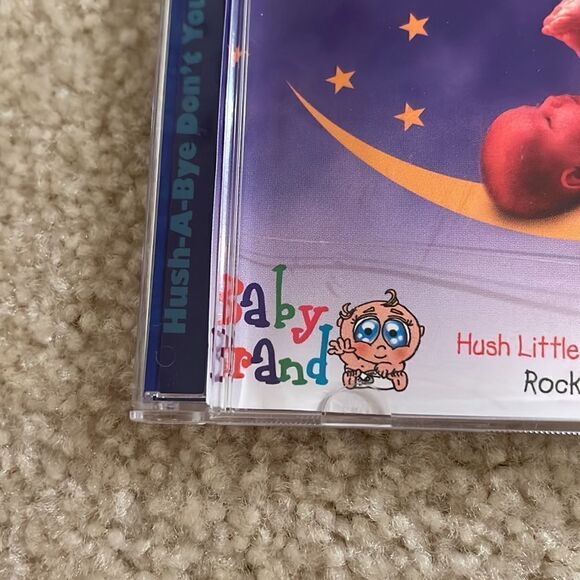 Hush-A-Bye Don't You
Baby
Grand
Hush Little
Rock